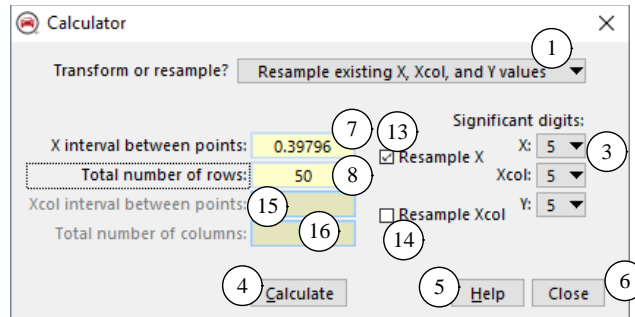 Calculator
1
Transform or resample? Resample existing X, Xcol, and Y values
Significant digits:
7 13
X interval between points: 0.39796 Resample X X: 5 3
Total number of rows: 50 8 Xcol: 5
Xcol interval between points: 15 Resample Xcol Y: 5
Total number of columns: 16 14
4 Calculate 5 Help Close 6